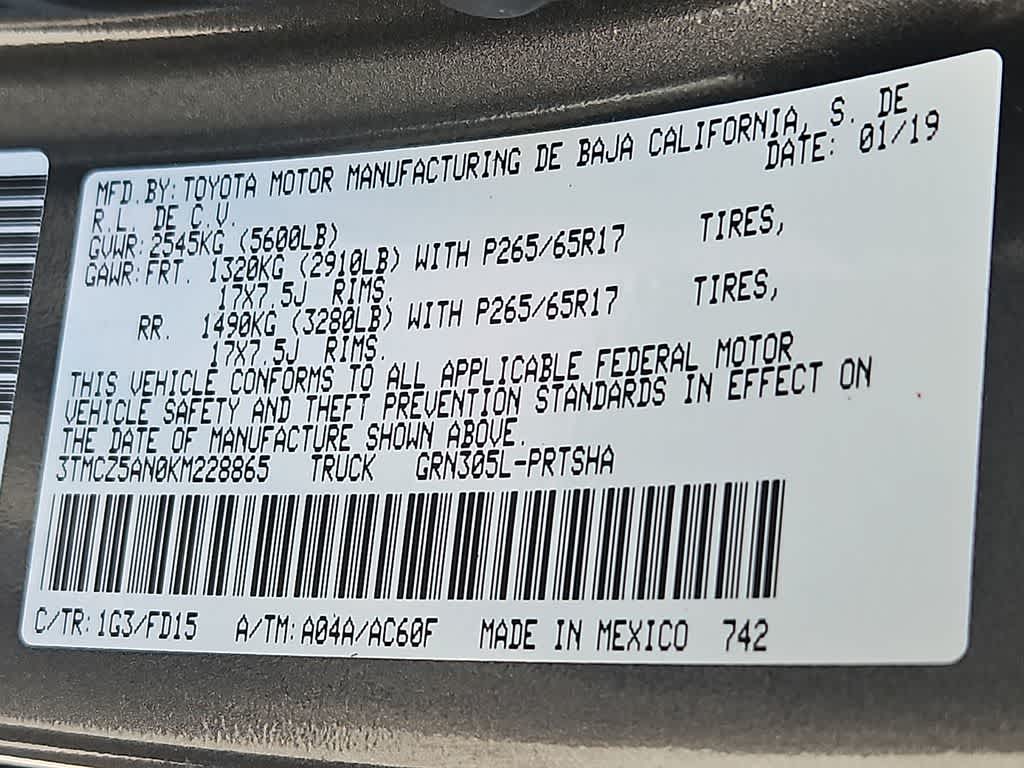 MFD.BY: TOYOTA MOTOR MANUFACTURING DE BAJA CALIFORNIA, S. DE
R.L. DE C.V. DATE: 01/19
GVWR: 2545KG (5600LB)
GAWR: FRT. 1320KG (2910LB) WITH P265/65R17 TIRES,
17X7.5J RIMS.
RR. 1490KG (3280LB) WITH P265/65R17 TIRES,
17X7.5J RIMS.
THIS VEHICLE CONFORMS TO ALL APPLICABLE FEDERAL MOTOR
VEHICLE SAFETY AND THEFT PREVENTION STANDARDS IN EFFECT ON
THE DATE OF MANUFACTURE SHOWN ABOVE.
3TMCZ5AN0KM228865 TRUCK GRN305L-PRTSHA
C/TR: 1G3/FD15 A/TM: A04A/AC60F MADE IN MEXICO 742